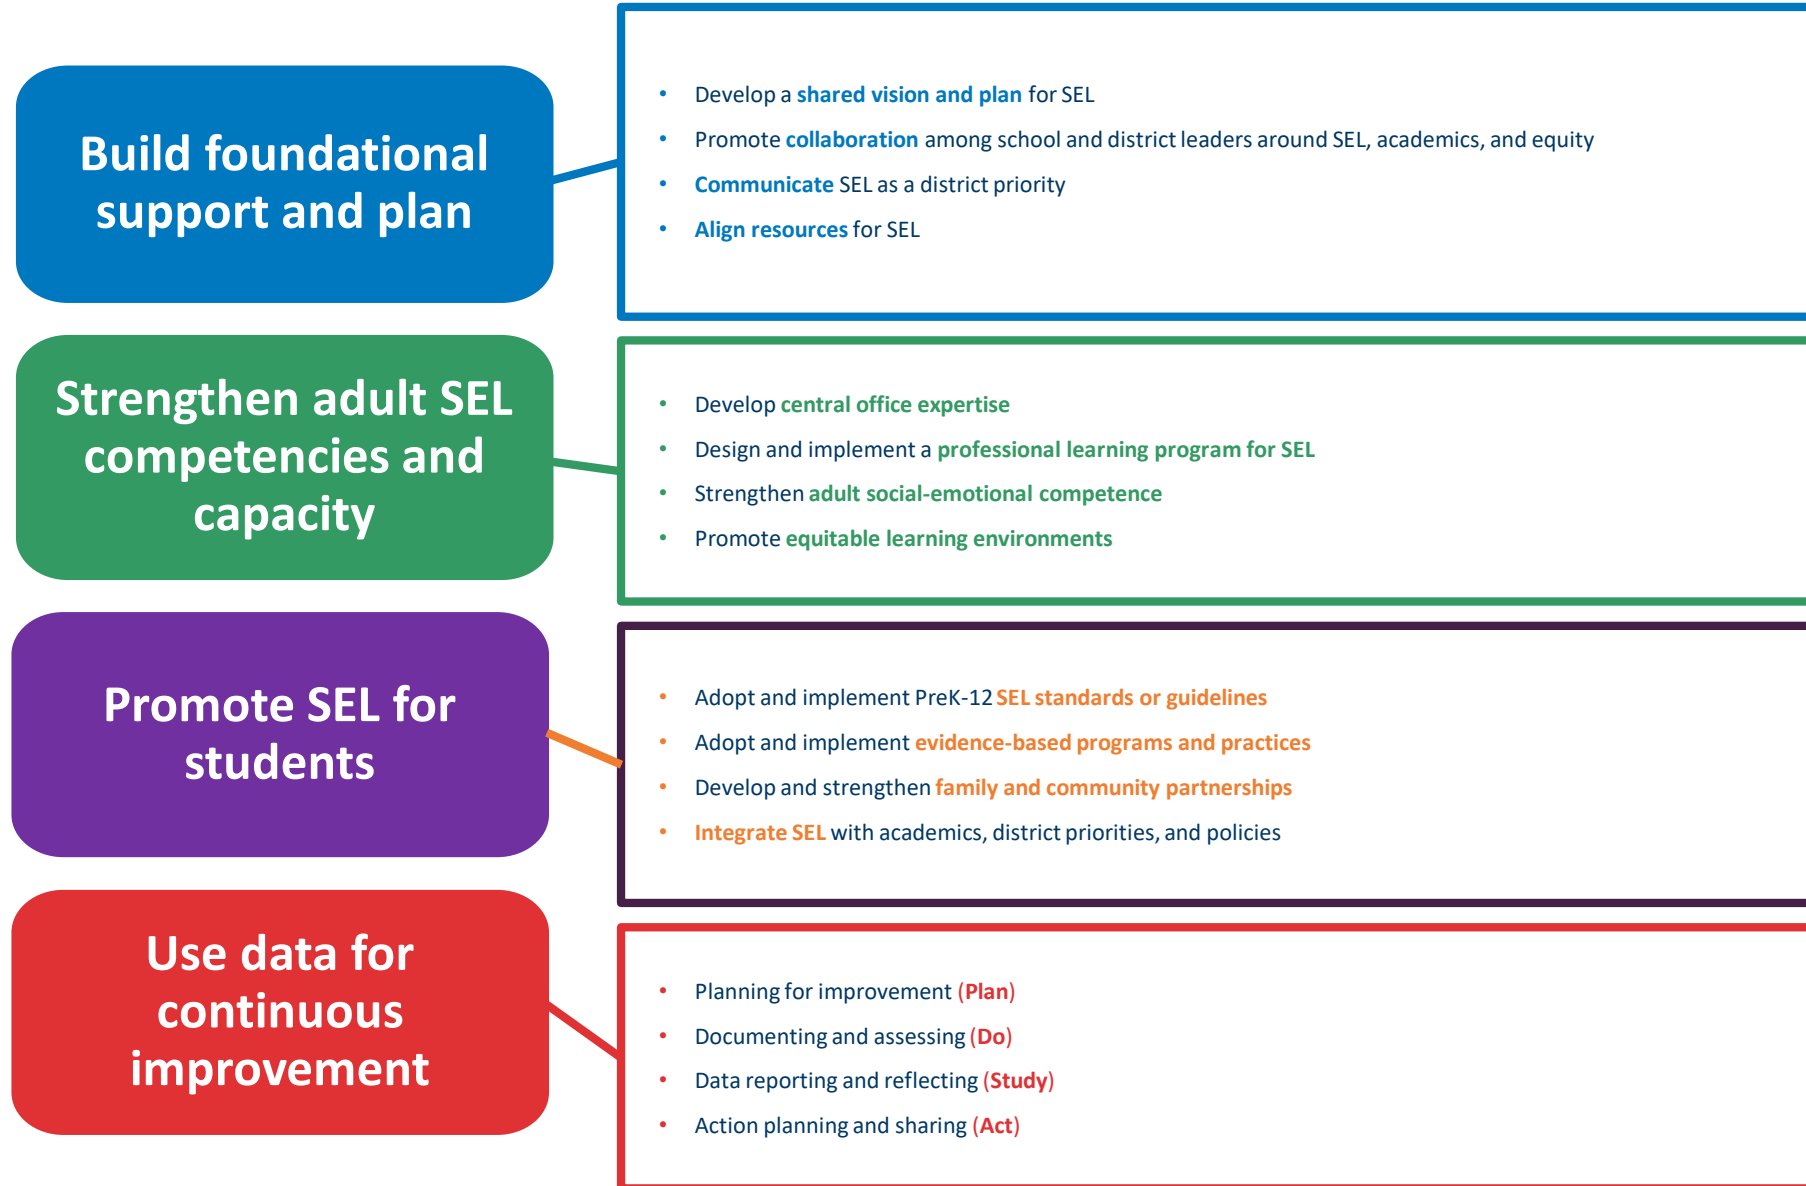 Build foundational
support and plan
• Develop a shared vision and plan for SEL
• Promote collaboration among school and district leaders around SEL, academics, and equity
• Communicate SEL as a district priority
• Align resources for SEL
Strengthen adult SEL
competencies and
capacity
• Develop central office expertise
• Design and implement a professional learning program for SEL
• Strengthen adult social-emotional competence
• Promote equitable learning environments
Promote SEL for
students
• Adopt and implement PreK-12 SEL standards or guidelines
• Adopt and implement evidence-based programs and practices
• Develop and strengthen family and community partnerships
• Integrate SEL with academics, district priorities, and policies
Use data for
continuous
improvement
• Planning for improvement (Plan)
• Documenting and assessing (Do)
• Data reporting and reflecting (Study)
• Action planning and sharing (Act)